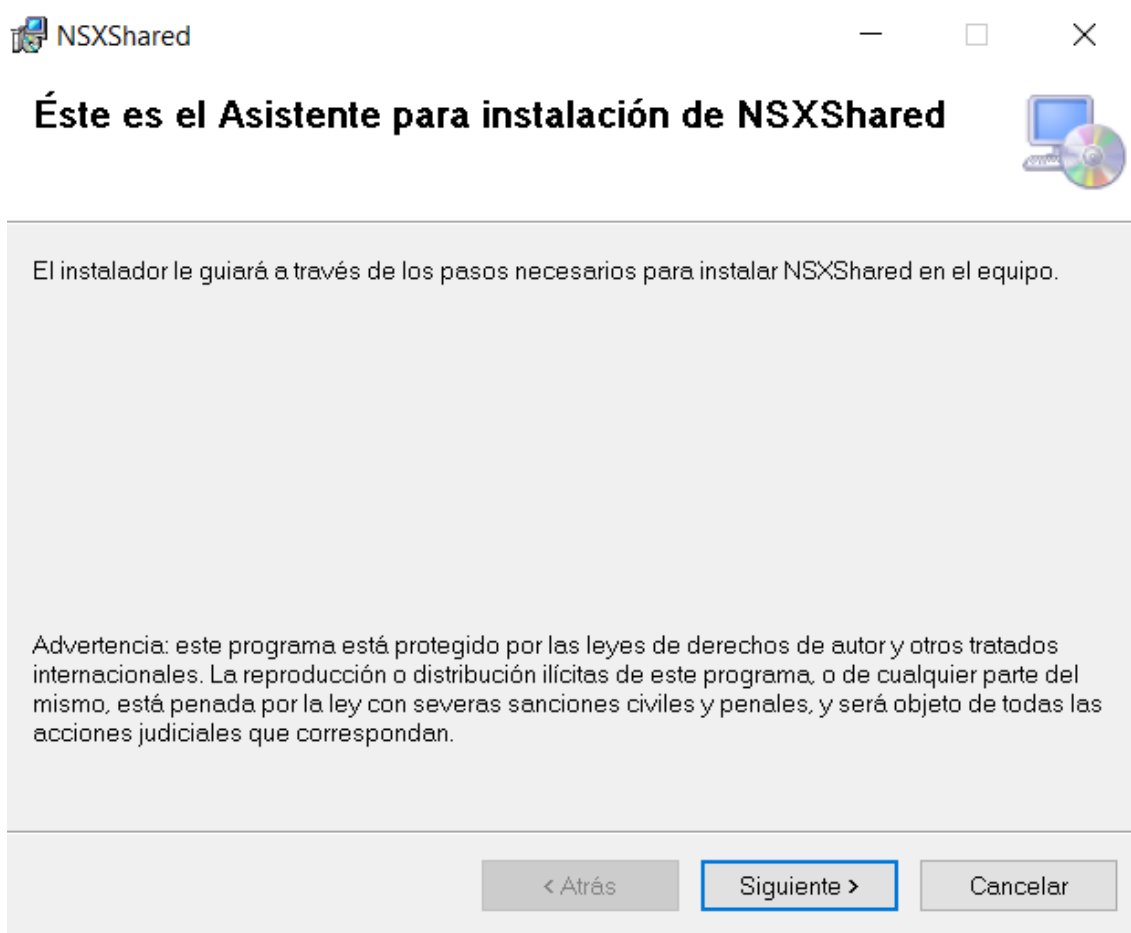 NSXShared
Éste es el Asistente para instalación de NSXShared
El instalador le guiará a través de los pasos necesarios para instalar NSXShared en el equipo.
Advertencia: este programa está protegido por las leyes de derechos de autor y otros tratados
internacionales. La reproducción o distribución ilícitas de este programa, o de cualquier parte del
mismo, está penada por la ley con severas sanciones civiles y penales, y será objeto de todas las
acciones judiciales que correspondan.
< Atrás Siguiente > Cancelar